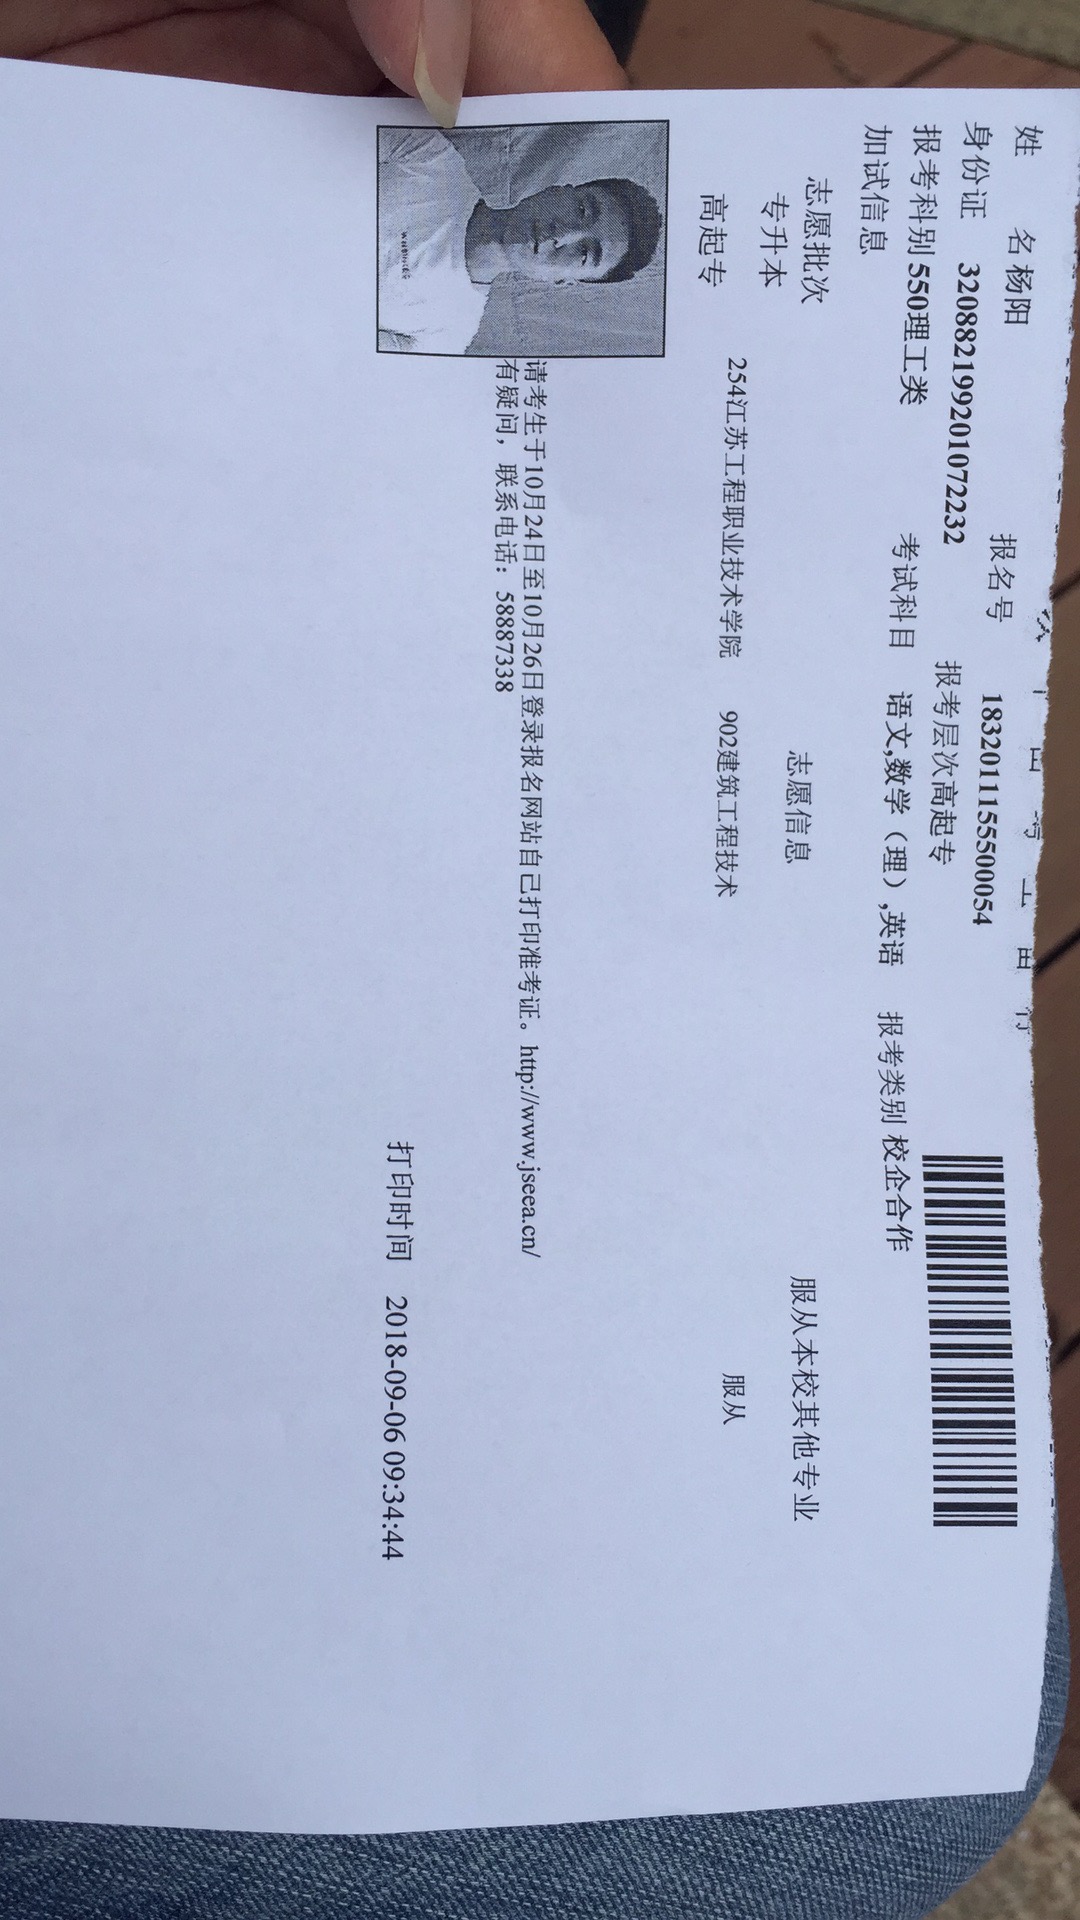 姓 名 杨阳 报名号 183201115500054
身份证 320882199201072232 报考层次 高起专
报考科别 550理工类 考试科目 语文,数学（理）,英语 报考类别 校企合作
加试信息
志愿批次 志愿信息 服从本校其他专业
专升本
高起专 254江苏工程职业技术学院 902建筑工程技术 服从
请考生于10月24日至10月26日登录报名网站自己打印准考证。http://www.jseea.cn/
有疑问，联系电话：58887338
打印时间 2018-09-06 09:34:44